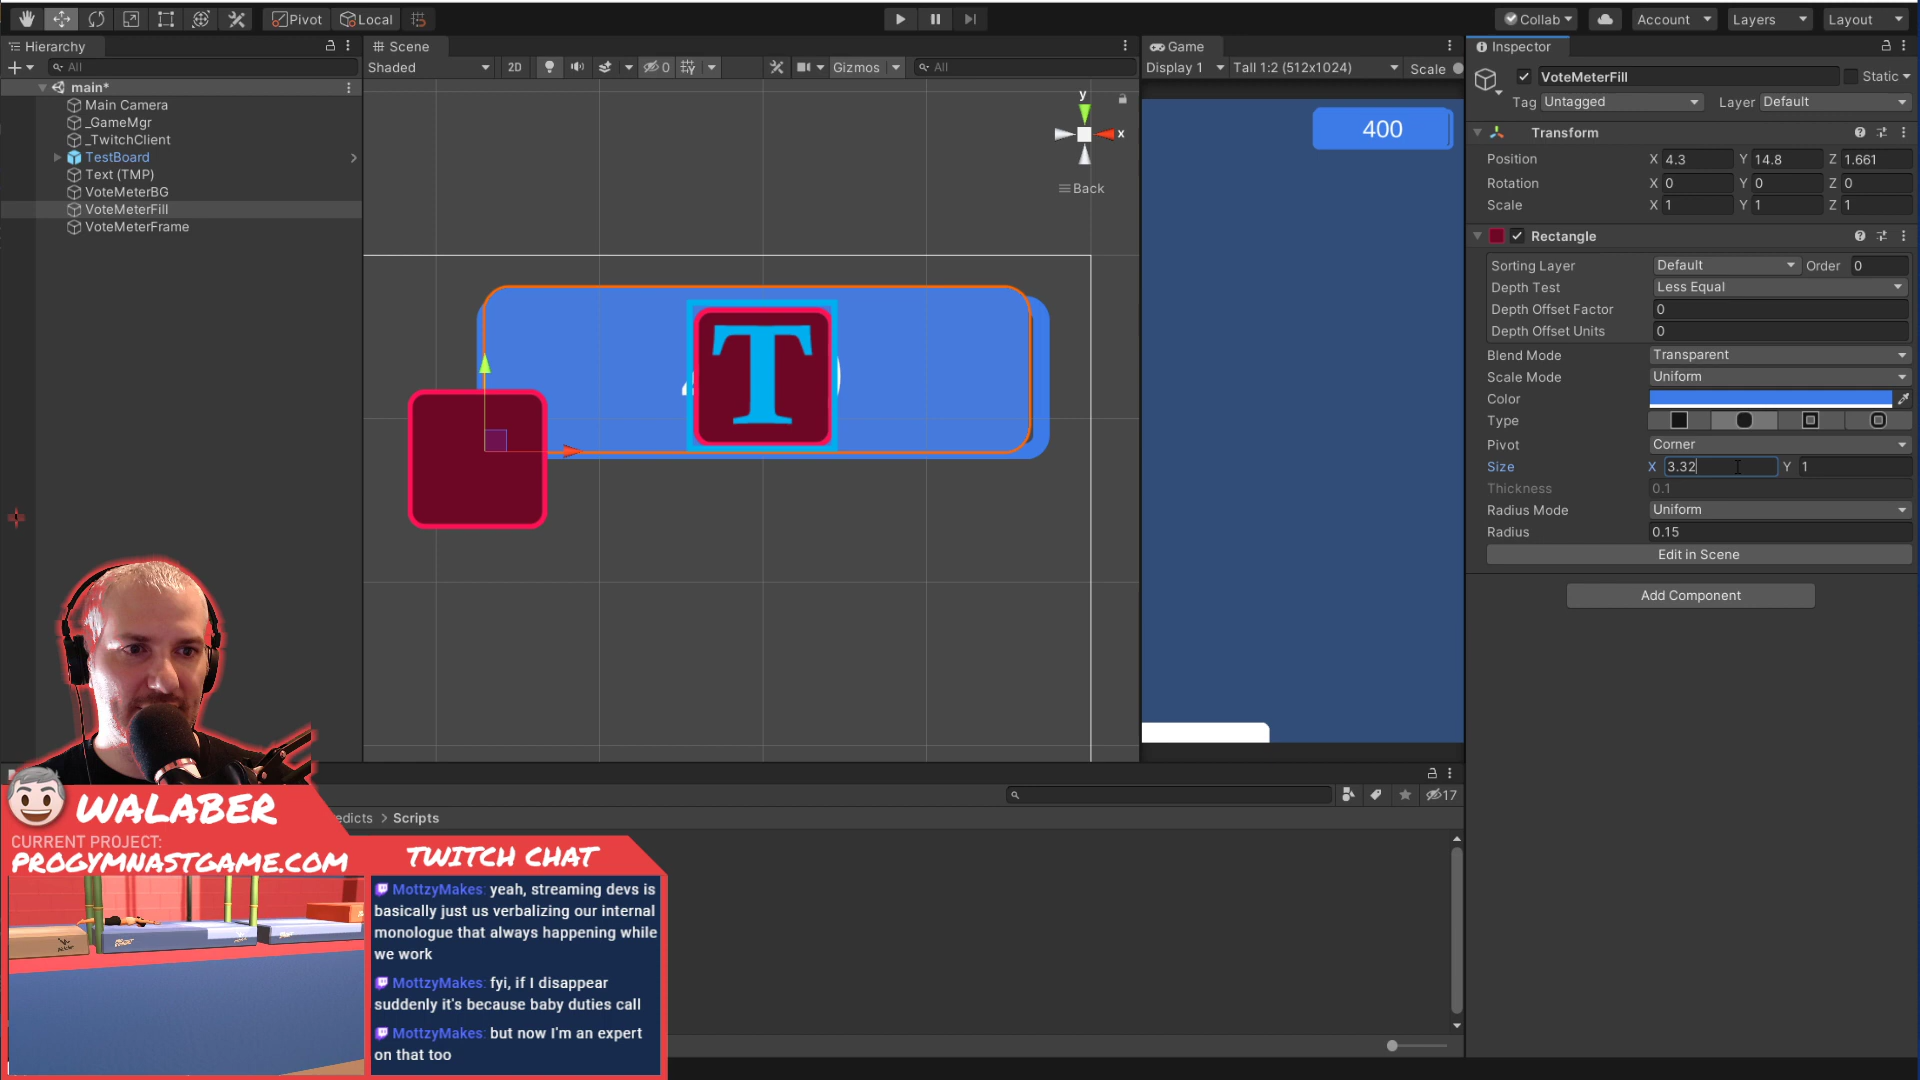 Pivot
Local
Collab
Account
Layers
Layout
Hierarchy
All
main*
Main Camera
_GameMgr
_TwitchClient
TestBoard
Text (TMP)
VoteMeterBG
VoteMeterFill
VoteMeterFrame
Scene
Shaded
2D
0
Gizmos
All
y
x
Back
T
Game
Display 1
Tall 1:2 (512x1024)
Scale
400
Inspector
VoteMeterFill
Static
Tag Untagged
Layer Default
Transform
Position X 4.3 Y 14.8 Z 1.661
Rotation X 0 Y 0 Z 0
Scale X 1 Y 1 Z 1
Rectangle
Sorting Layer Default Order 0
Depth Test Less Equal
Depth Offset Factor 0
Depth Offset Units 0
Blend Mode Transparent
Scale Mode Uniform
Color
Type
Pivot Corner
Size X 3.32 Y 1
Thickness 0.1
Radius Mode Uniform
Radius 0.15
Edit in Scene
Add Component
17
edicts > Scripts
WALABER
CURRENT PROJECT:
PROGYMNASTGAME.COM
TWITCH CHAT
MottzyMakes: yeah, streaming devs is
basically just us verbalizing our internal
monologue that always happening while
we work
MottzyMakes: fyi, if I disappear
suddenly it's because baby duties call
MottzyMakes: but now I'm an expert
on that too